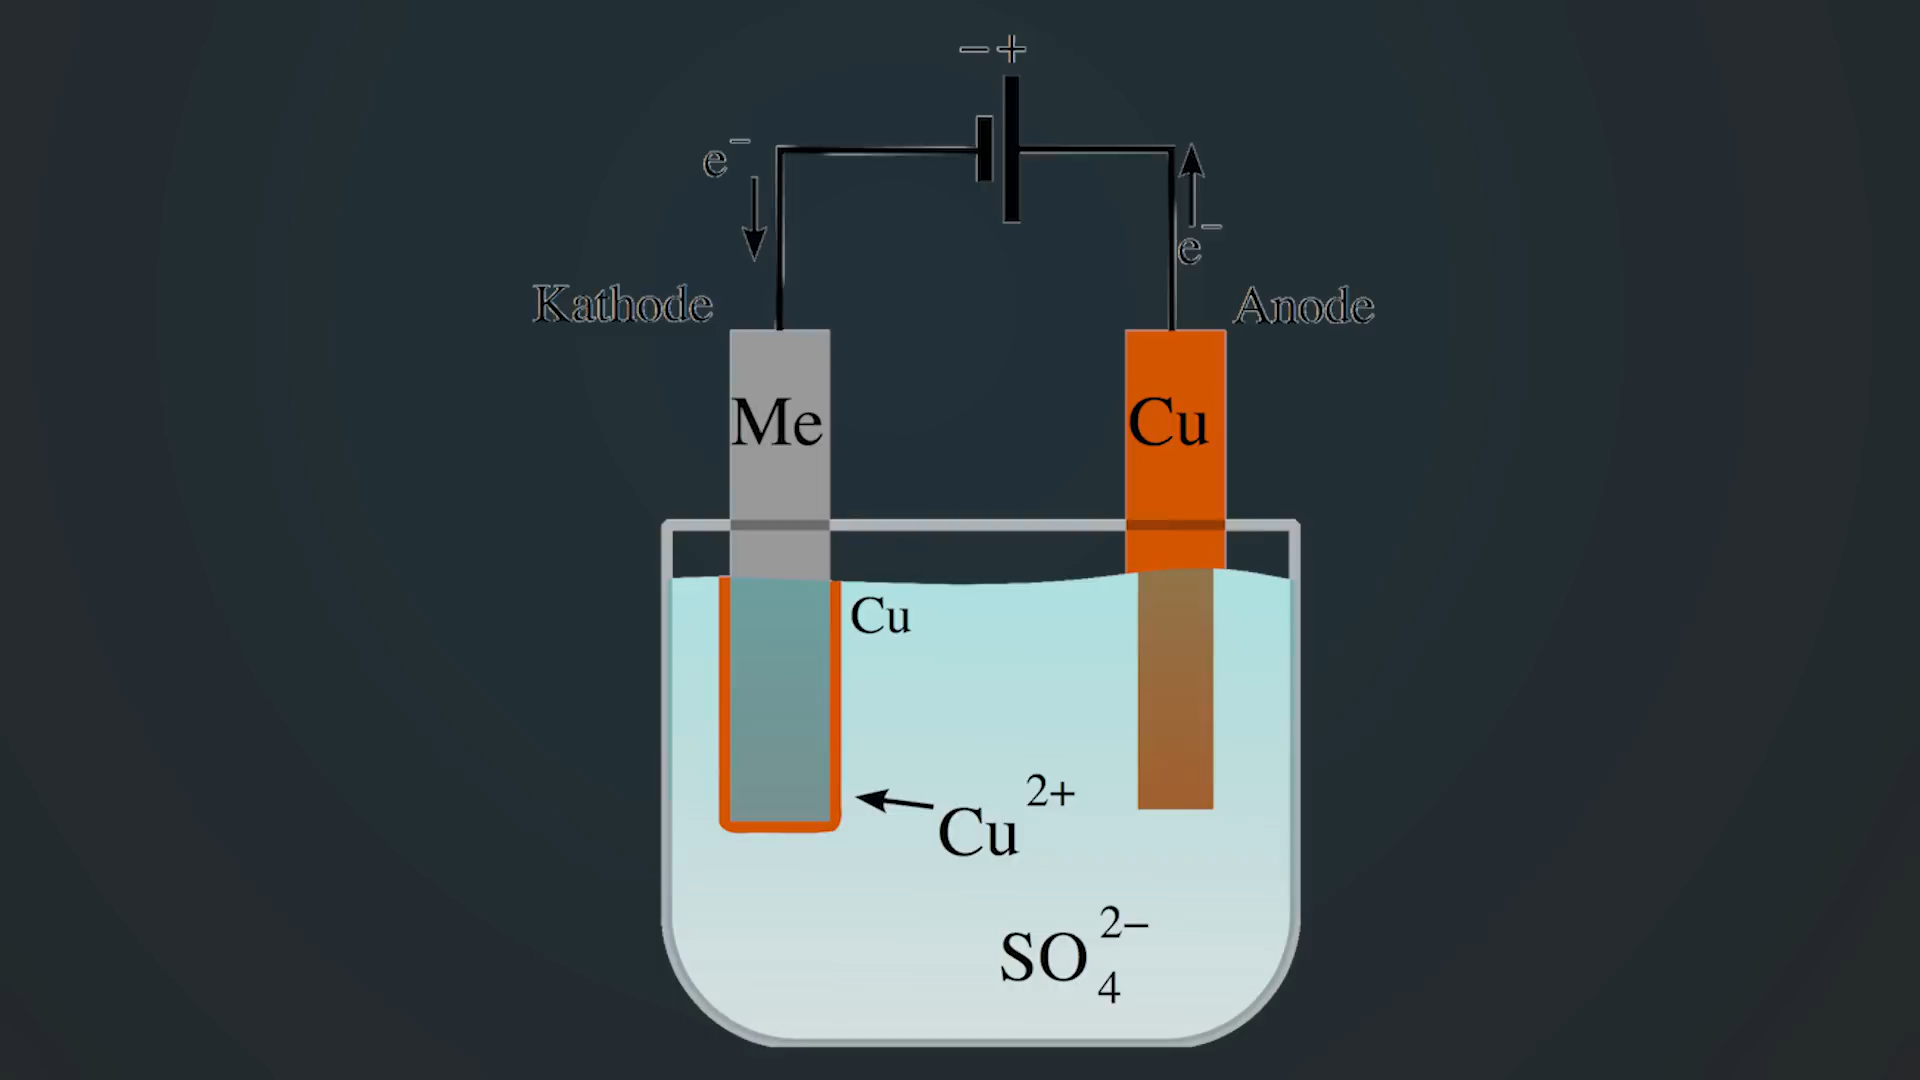 − +
e⁻
e⁻
Kathode
Anode
Me
Cu
Cu
Cu²⁺
SO₄²⁻